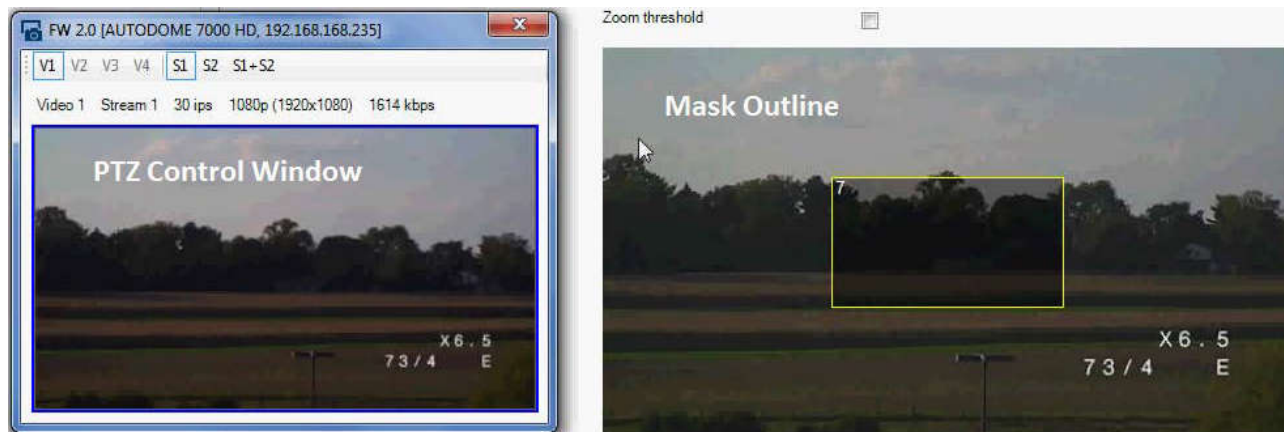 FW 2.0 [AUTODOME 7000 HD, 192.168.168.235]
V1 V2 V3 V4 S1 S2 S1+S2
Video 1 Stream 1 30 ips 1080p (1920x1080) 1614 kbps
PTZ Control Window
X6.5
73/4 E
Zoom threshold
Mask Outline
7
X6.5
73/4 E